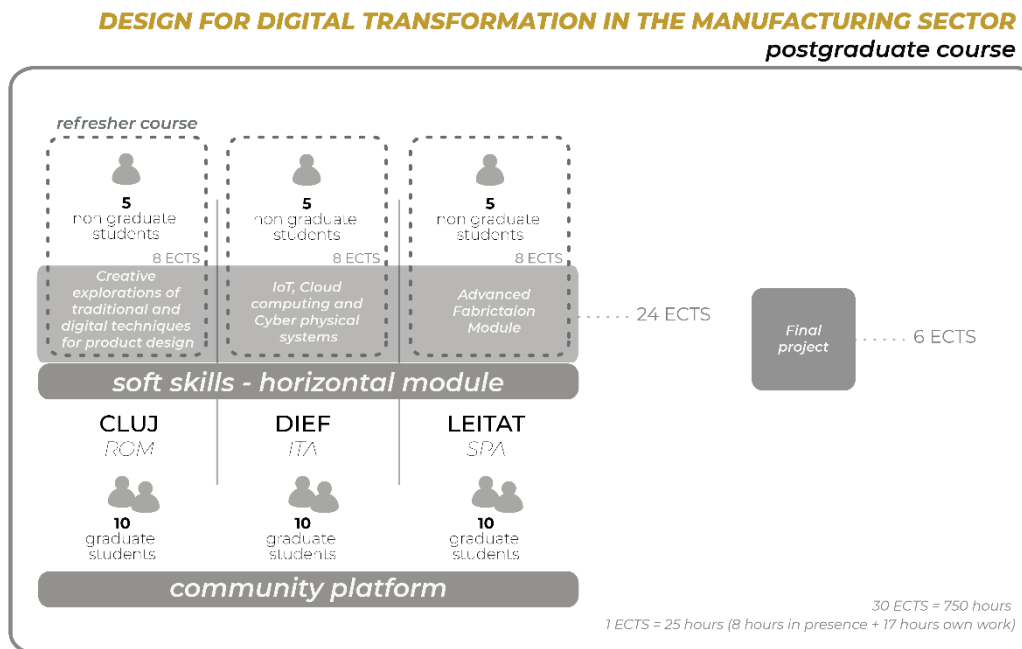 DESIGN FOR DIGITAL TRANSFORMATION IN THE MANUFACTURING SECTOR
postgraduate course
refresher course
5
non graduate
students
8 ECTS
Creative
explorations of
traditional and
digital techniques
for product design
5
non graduate
students
8 ECTS
IoT, Cloud
computing and
Cyber physical
systems
5
non graduate
students
8 ECTS
Advanced
Fabrictaion
Module
24 ECTS
Final
project
6 ECTS
soft skills - horizontal module
CLUJ
ROM
DIEF
ITA
LEITAT
SPA
10
graduate
students
10
graduate
students
10
graduate
students
community platform
30 ECTS = 750 hours
1 ECTS = 25 hours (8 hours in presence + 17 hours own work)